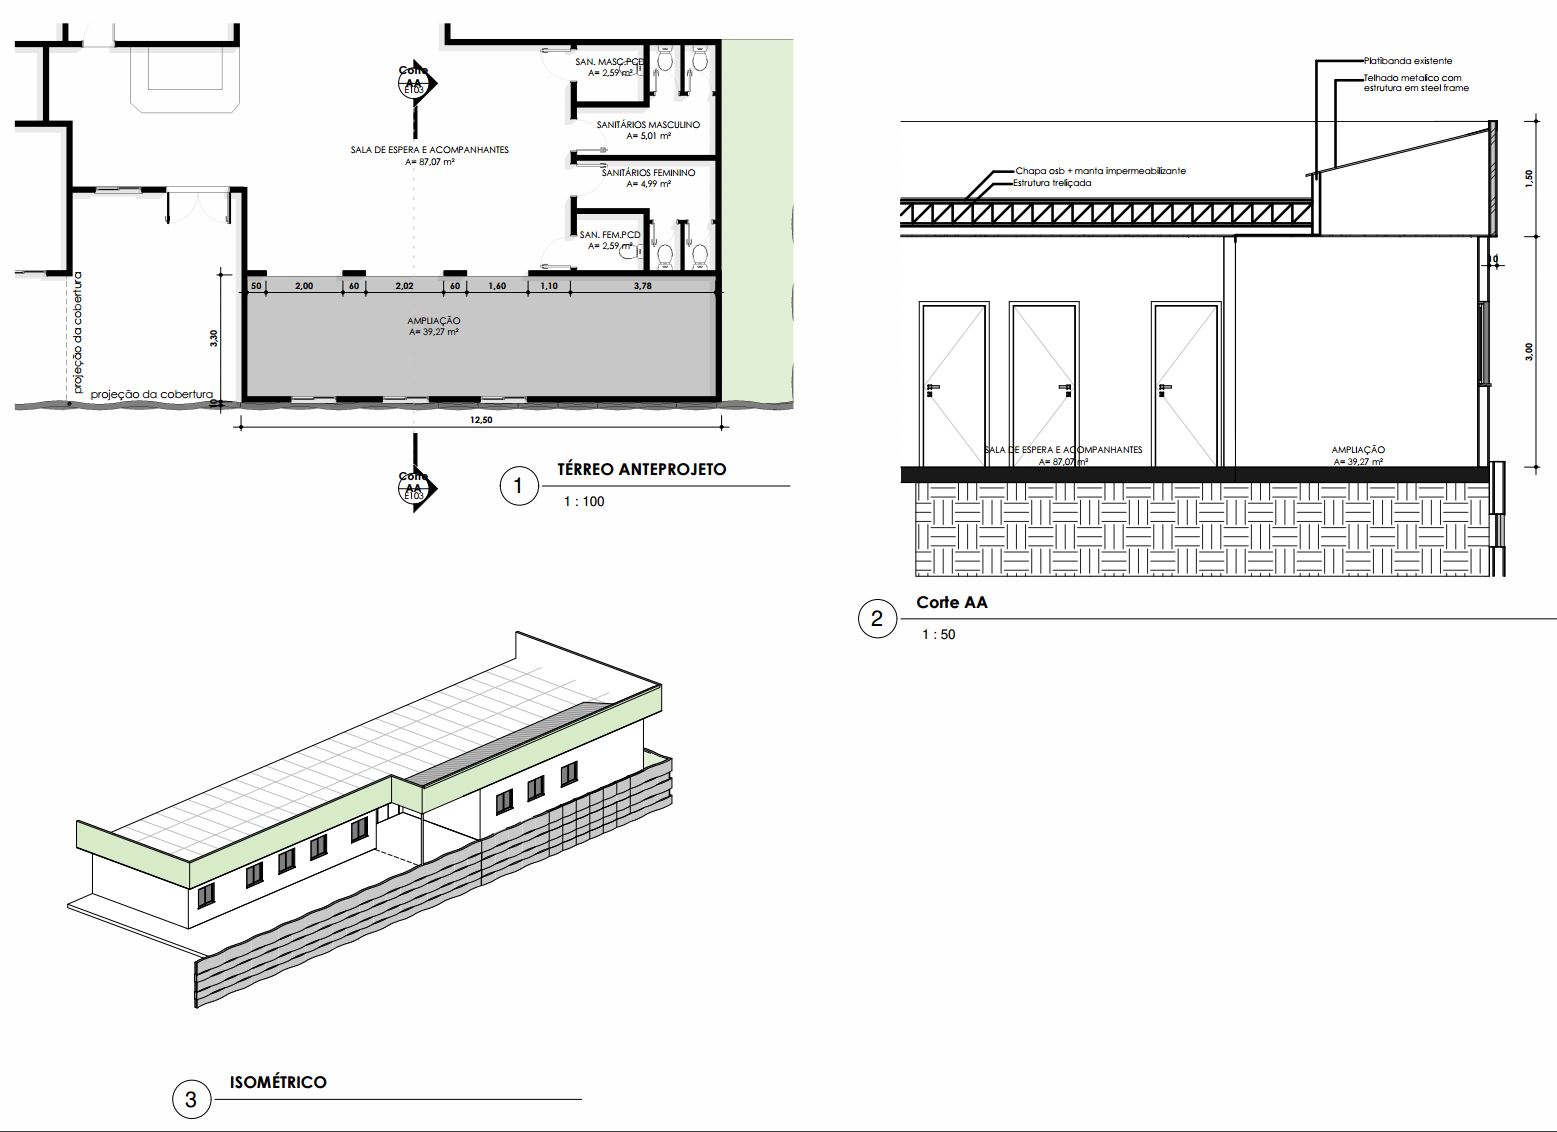 Corte
AA
E103
SAN. MASC.PCD
A= 2,59 m²
SANITÁRIOS MASCULINO
A= 5,01 m²
SALA DE ESPERA E ACOMPANHANTES
A= 87,07 m²
SANITÁRIOS FEMININO
A= 4,99 m²
SAN. FEM.PCD
A= 2,59 m²
projeção da cobertura
50
2,00
60
2,02
60
1,60
1,10
3,78
AMPLIAÇÃO
A= 39,27 m²
3,30
projeção da cobertura
10
12,50
Corte
AA
E103
1
TÉRREO ANTEPROJETO
1 : 100
Platibanda existente
Telhado metalico com
estrutura em steel frame
Chapa osb + manta impermeabilizante
Estrutura treliçada
1,50
10
3,00
SALA DE ESPERA E ACOMPANHANTES
A= 87,07 m²
AMPLIAÇÃO
A= 39,27 m²
2
Corte AA
1 : 50
3
ISOMÉTRICO